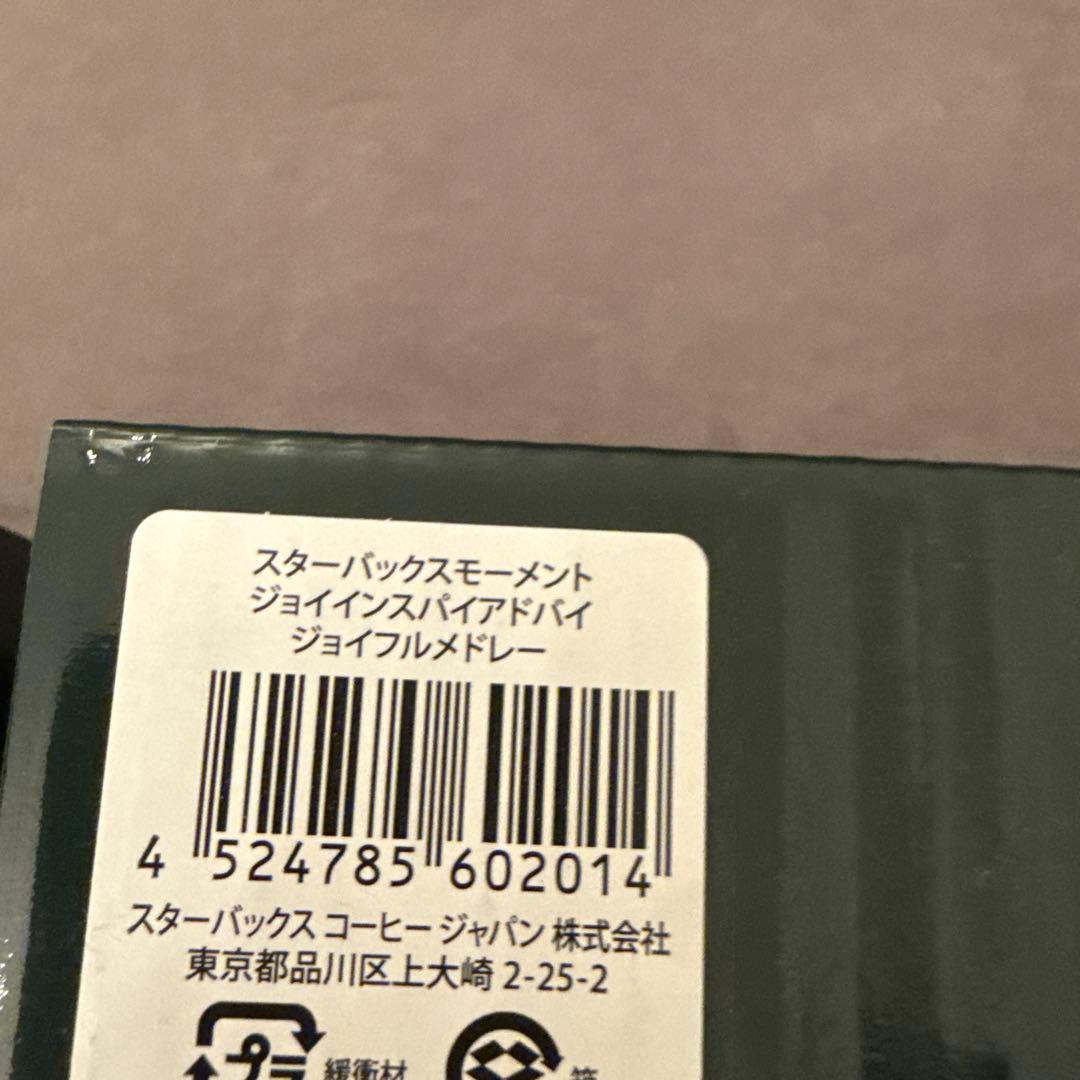 スターバックスモーメント
ジョイインスパイアドバイ
ジョイフルメドレー
4 524785 602014
スターバックス コーヒー ジャパン 株式会社
東京都品川区上大崎 2-25-2
プラ 緩衝材 箱